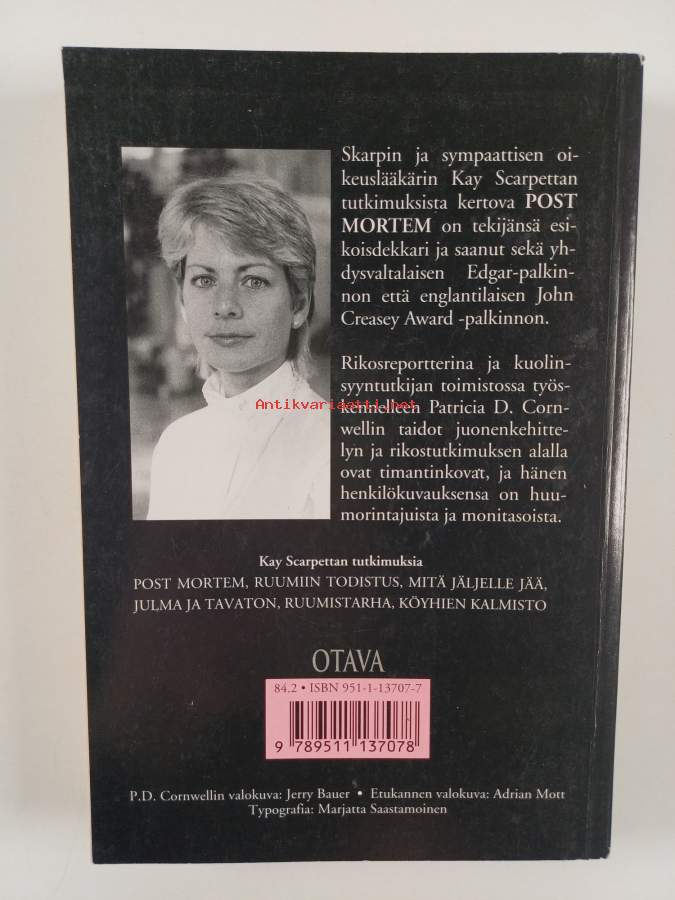 Skarpin ja sympaattisen oi-
keuslääkärin Kay Scarpettan
tutkimuksista kertova POST
MORTEM on tekijänsä esi-
koisdekkari ja saanut sekä yh-
dysvaltalaisen Edgar-palkin-
non että englantilaisen John
Creasey Award -palkinnon.
Rikosreportterina ja kuolin-
syyntutkijan toimistossa työs-
Antikvariaatti.net
kennelleen Patricia D. Corn-
wellin taidot juonenkehitte-
lyn ja rikostutkimuksen alalla
ovat timantinkovat, ja hänen
henkilökuvauksensa on huu-
morintajuista ja monitasoista.
Kay Scarpettan tutkimuksia
POST MORTEM, RUUMIIN TODISTUS, MITÄ JÄLJELLE JÄÄ,
JULMA JA TAVATON, RUUMISTARHA, KÖYHIEN KALMISTO
OTAVA
84.2 • ISBN 951-1-13707-7
9 789511 137078
P.D. Cornwellin valokuva: Jerry Bauer • Etukannen valokuva: Adrian Mott
Typografia: Marjatta Saastamoinen